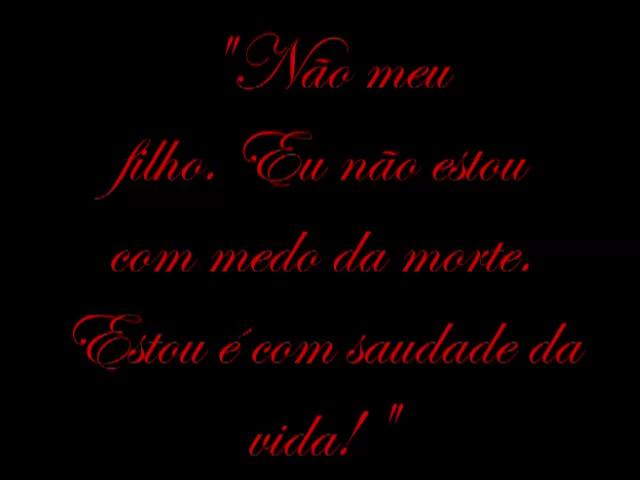 "Não meu
filho. Eu não estou
com medo da morte.
Estou é com saudade da
vida! "